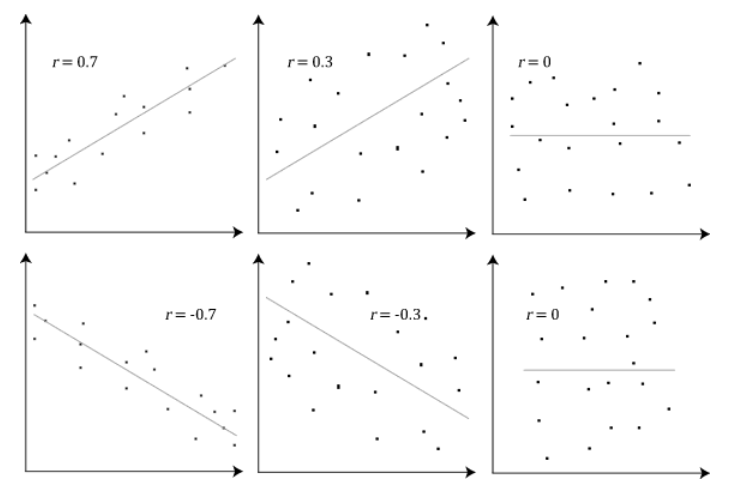 r = 0.7
r = 0.3
r = 0
r = -0.7
r = -0.3
r = 0